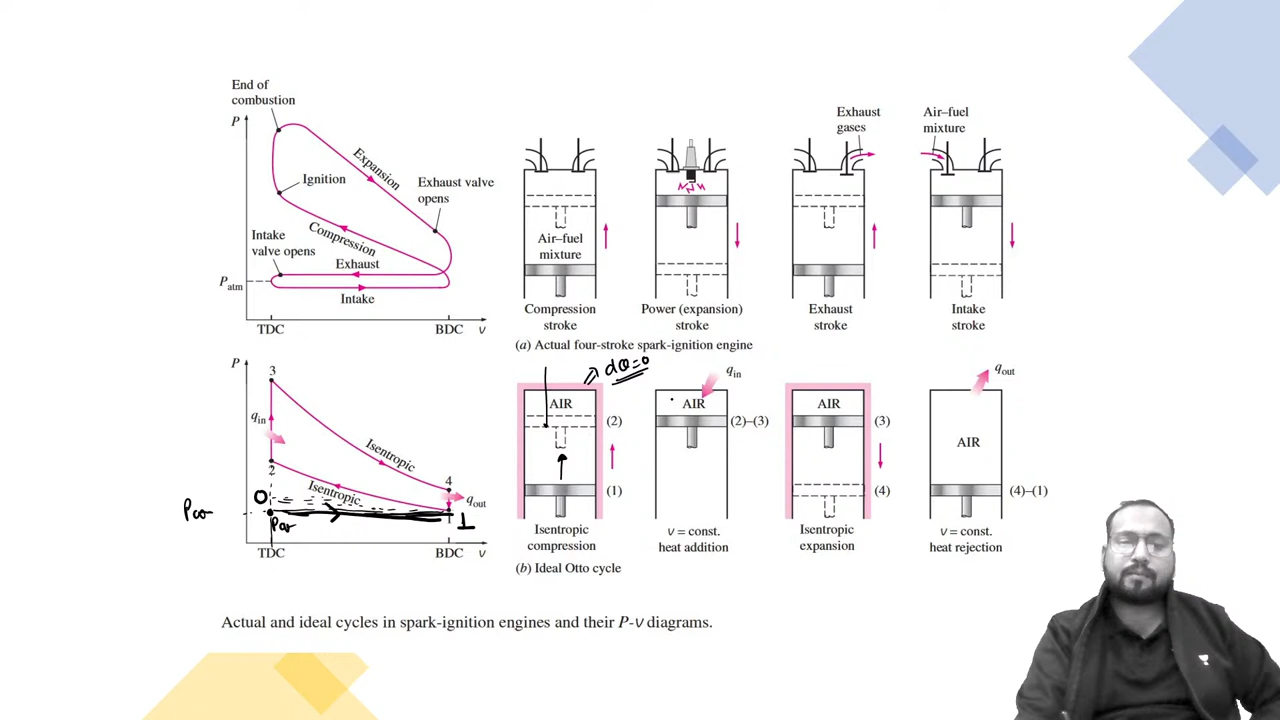 End of
combustion
P
Ignition
Expansion
Exhaust valve
opens
Intake
valve opens
Compression
Exhaust
Patm
Intake
TDC
BDC
v
Air–fuel
mixture
Compression
stroke
Power (expansion)
stroke
Exhaust
gases
Exhaust
stroke
Air–fuel
mixture
Intake
stroke
(a) Actual four-stroke spark-ignition engine
P
3
qin
2
Isentropic
Isentropic
4
qout
0
1
1
TDC
BDC
v
dQ=0
AIR
(2)
(1)
Isentropic
compression
qin
AIR
(2)–(3)
v = const.
heat addition
AIR
(3)
(4)
Isentropic
expansion
qout
AIR
(4)–(1)
v = const.
heat rejection
(b) Ideal Otto cycle
Actual and ideal cycles in spark-ignition engines and their P-v diagrams.